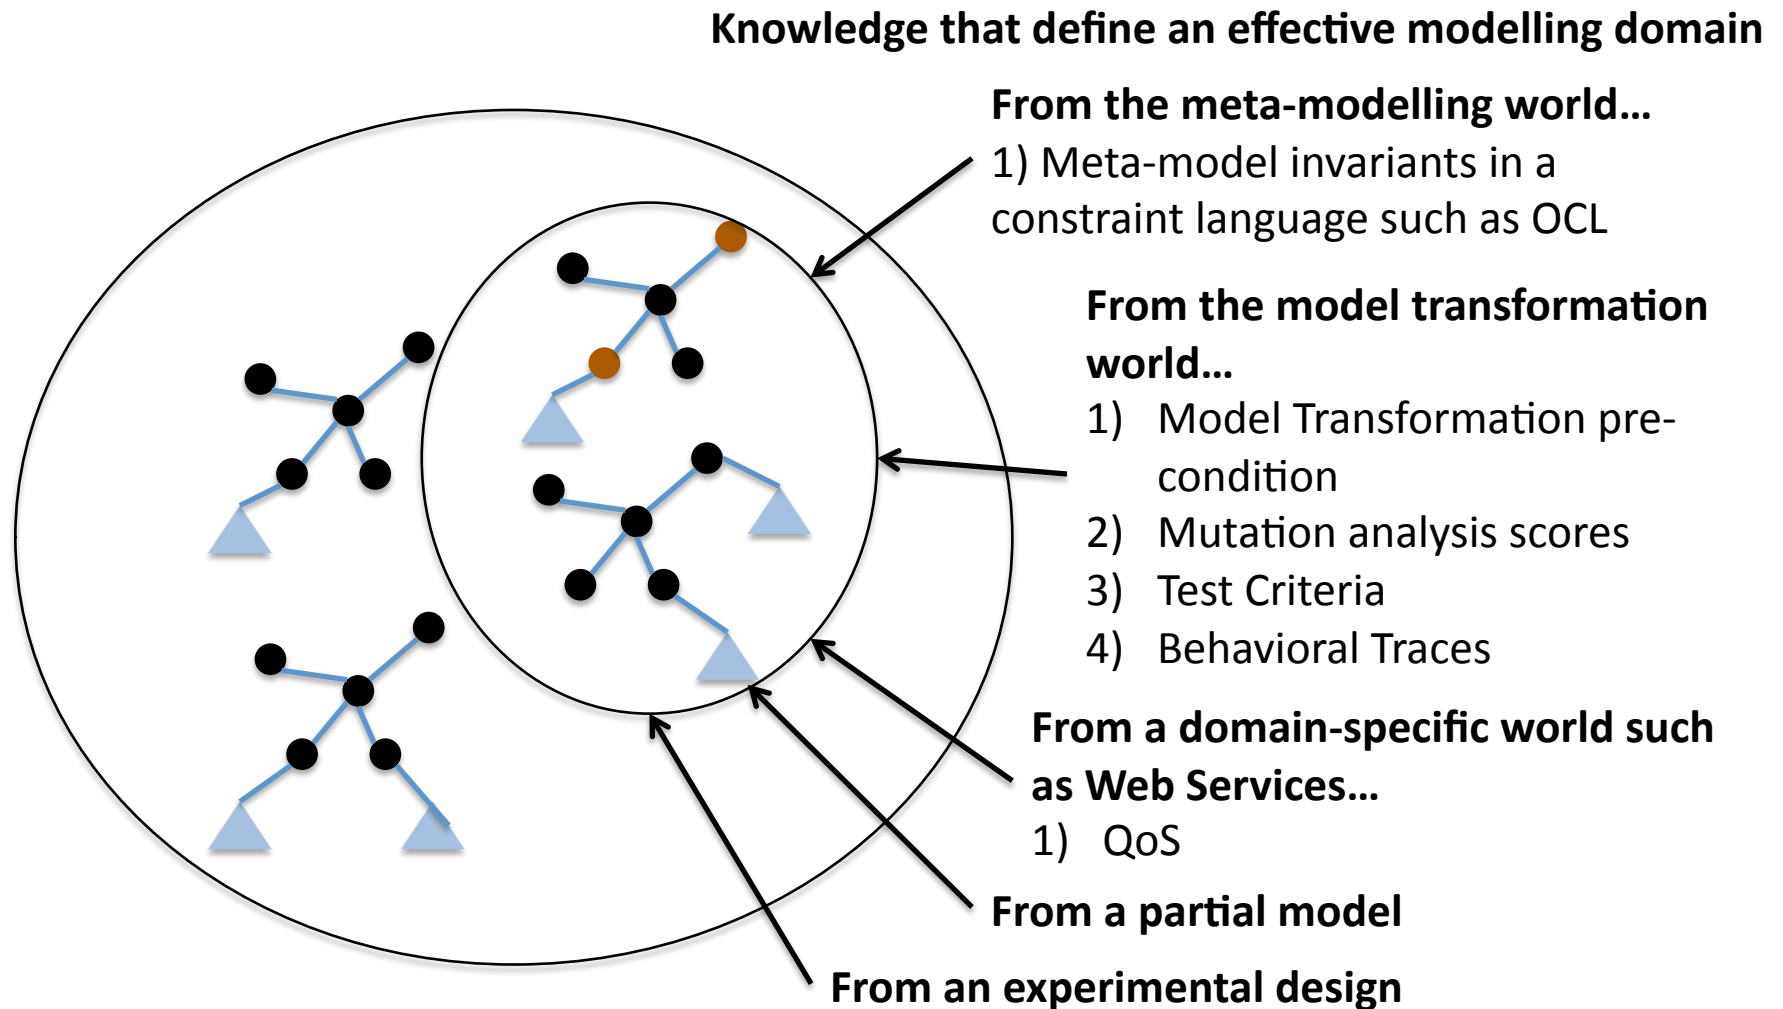 Knowledge that define an effective modelling domain
From the meta-modelling world…
1) Meta-model invariants in a
constraint language such as OCL
From the model transformation
world…
1) Model Transformation pre-
condition
2) Mutation analysis scores
3) Test Criteria
4) Behavioral Traces
From a domain-specific world such
as Web Services…
1) QoS
From a partial model
From an experimental design